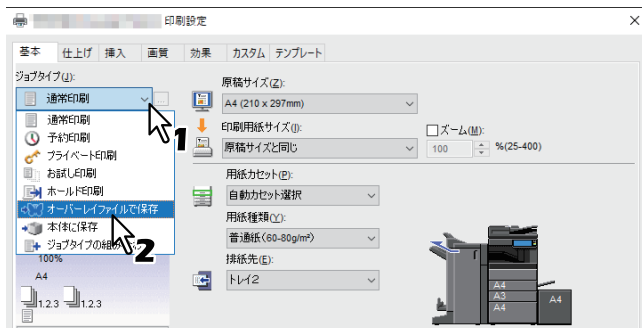 印刷設定
基本 仕上げ 挿入 画質 効果 カスタム テンプレート
ジョブタイプ(J):
通常印刷
通常印刷
予約印刷
プライベート印刷
お試し印刷
ホールド印刷
オーバーレイファイルで保存
本体に保存
ジョブタイプの組み
1
2
100%
A4
1.2.3 1.2.3
原稿サイズ(Z):
A4 (210 x 297mm)
印刷用紙サイズ(I):
原稿サイズと同じ
ズーム(M):
100 %(25-400)
用紙カセット(P):
自動カセット選択
用紙種類(Y):
普通紙(60-80g/m²)
排紙先(E):
トレイ2
A4
A3
A4
A4